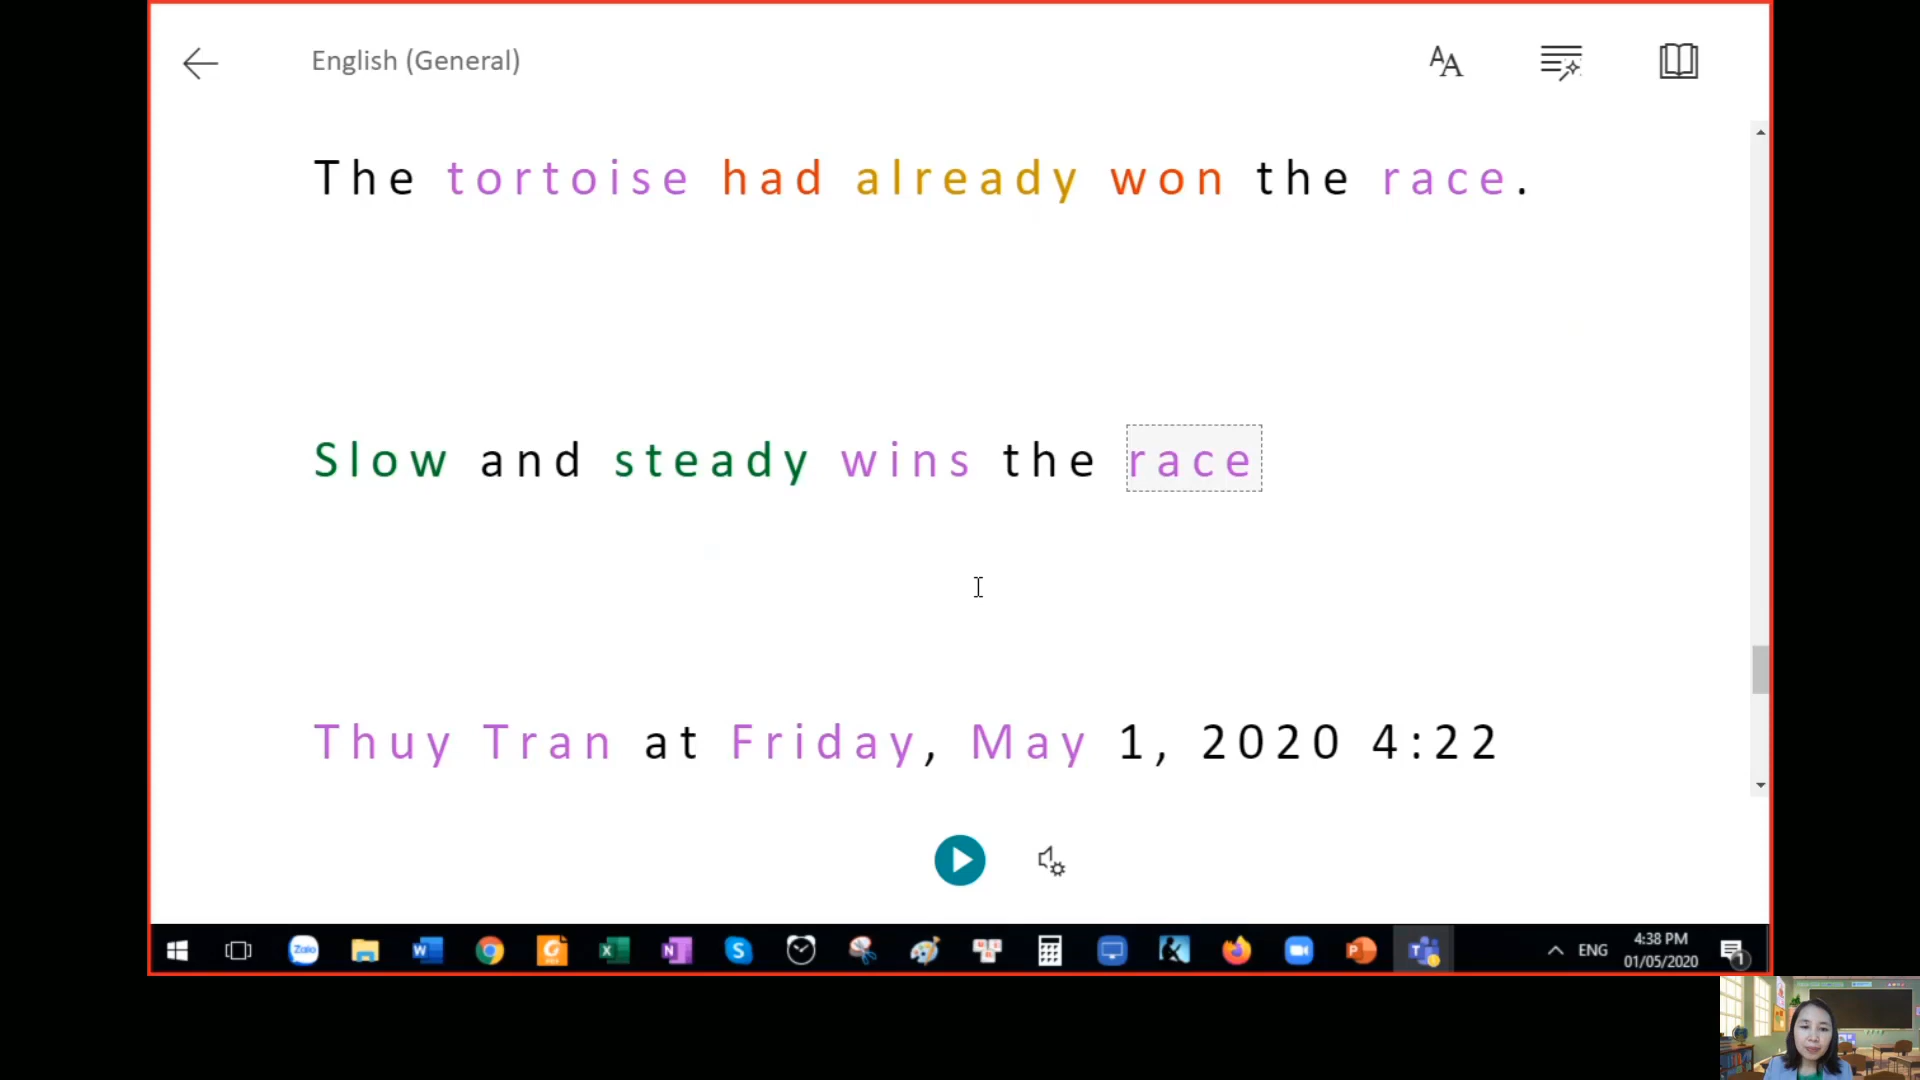 English (General)
The tortoise had already won the race.
Slow and steady wins the race
Thuy Tran at Friday, May 1, 2020 4:22
ENG
4:38 PM
01/05/2020
1